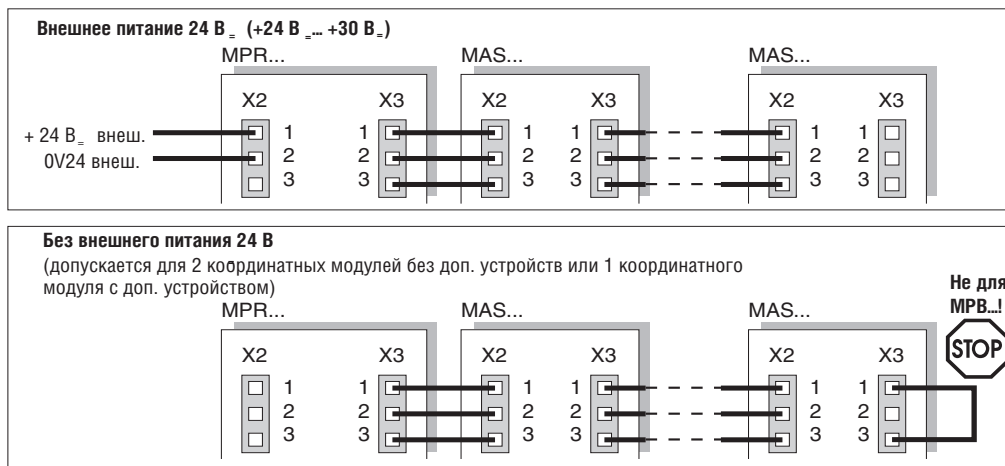 Внешнее питание 24 В₌ (+24 В₌... +30 В₌)
MPR... MAS... MAS...
X2 X3 X2 X3 X2 X3
+ 24 В₌ внеш. 1 1 1 1 1 1
0V24 внеш. 2 2 2 2 2 2
3 3 3 3 3 3
Без внешнего питания 24 В
(допускается для 2 координатных модулей без доп. устройств или 1 координатного
модуля с доп. устройством)
Не для
МРВ...!
STOP
MPR... MAS... MAS...
X2 X3 X2 X3 X2 X3
1 1 1 1 1 1
2 2 2 2 2 2
3 3 3 3 3 3